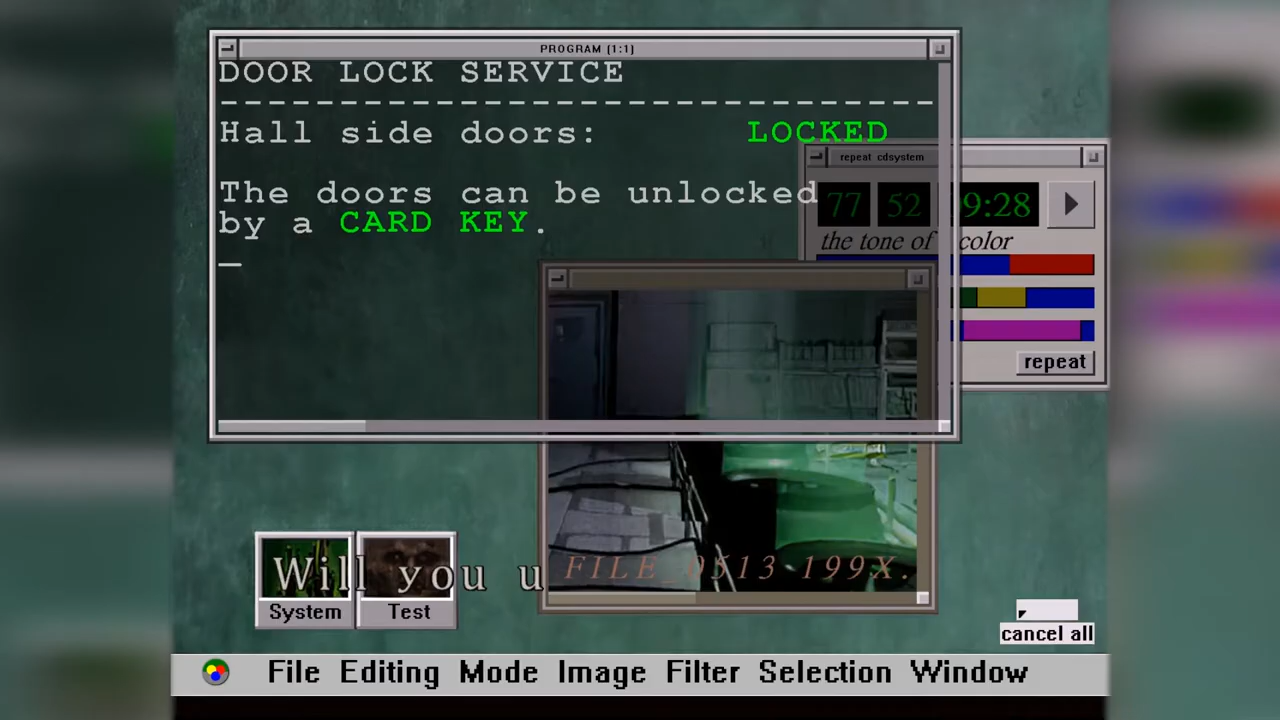 PROGRAM [1:1]
DOOR LOCK SERVICE
Hall side doors: LOCKED
The doors can be unlocked
by a CARD KEY.
repeat cdsystem
77 52 9:28
the tone of color
repeat
Will you u
FILE_0513 199X.
System Test
cancel all
File Editing Mode Image Filter Selection Window